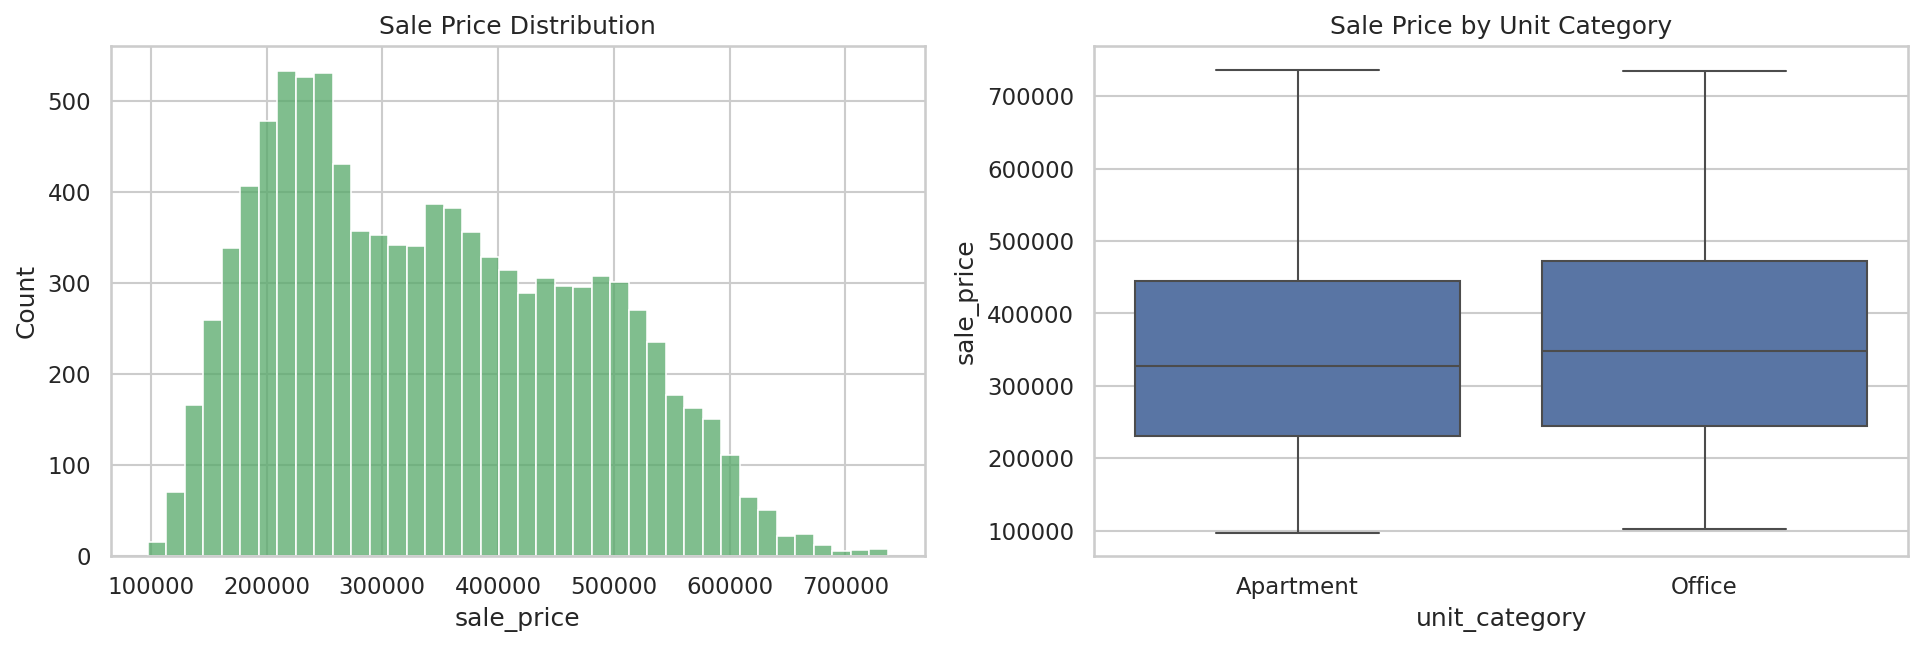 Sale Price Distribution
500
400
300
200
100
0
Count
100000 200000 300000 400000 500000 600000 700000
sale_price
Sale Price by Unit Category
700000
600000
500000
400000
300000
200000
100000
sale_price
Apartment Office
unit_category